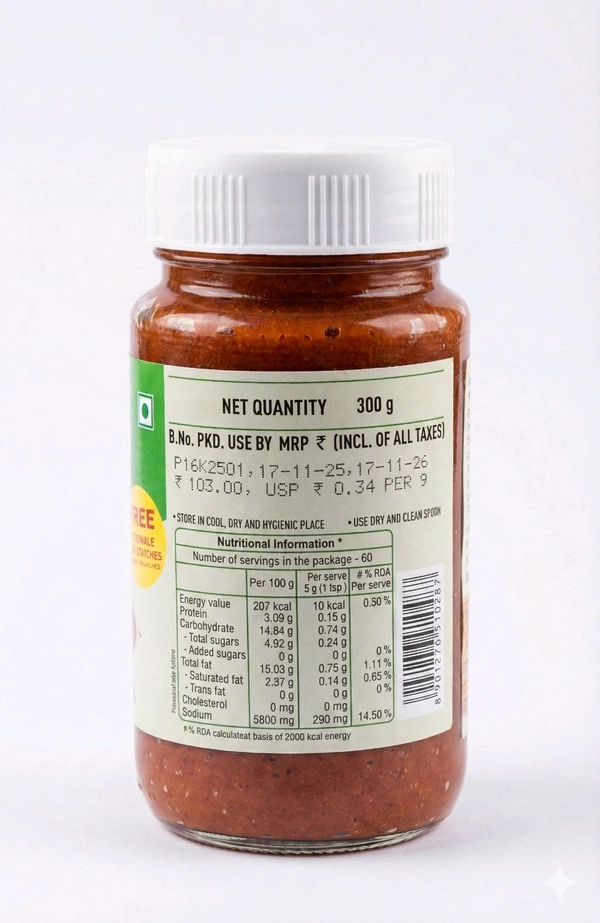 NET QUANTITY 300 g
B.No. PKD. USE BY MRP ₹ (INCL. OF ALL TAXES)
P16K2501, 17-11-25, 17-11-26
₹ 103.00, USP ₹ 0.34 PER 9
• STORE IN COOL, DRY AND HYGIENIC PLACE • USE DRY AND CLEAN SPOON
FREE
Nutritional Information *
Number of servings in the package - 60
Per 100 g Per serve 5 g (1 tsp) # % RDA Per serve
Energy value 207 kcal 10 kcal 0.50 %
Protein 3.09 g 0.15 g
Carbohydrate 14.84 g 0.74 g
- Total sugars 4.92 g 0.24 g
- Added sugars 0 g 0 g 0 %
Total fat 15.03 g 0.75 g 1.11 %
- Saturated fat 2.37 g 0.14 g 0.65 %
- Trans fat 0 g 0 g 0 %
Cholesterol 0 mg 0 mg
Sodium 5800 mg 290 mg 14.50 %
# % RDA calculateat basis of 2000 kcal energy
8 901270 510287